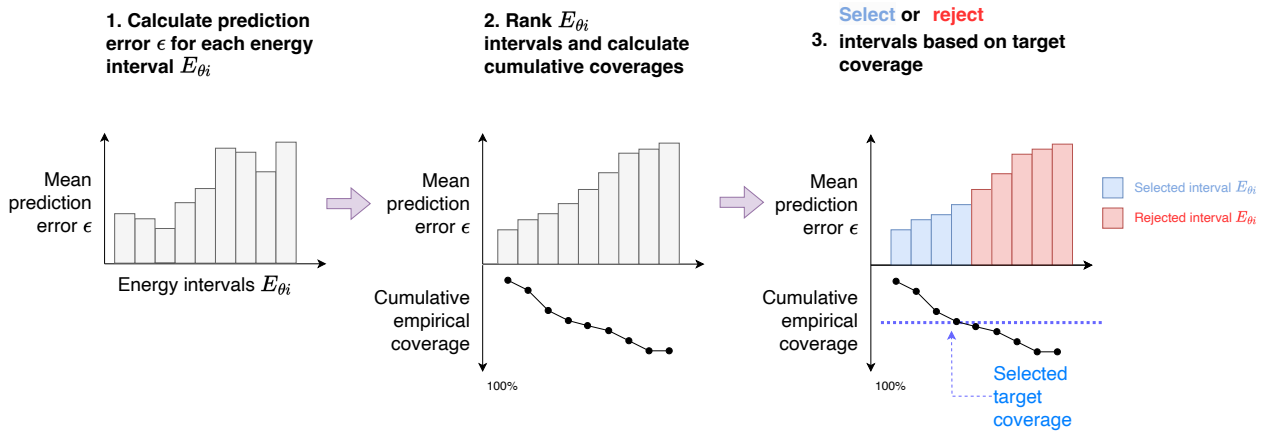 1. Calculate prediction
error ϵ for each energy
interval E_θi
2. Rank E_θi
intervals and calculate
cumulative coverages
Select or reject
3. intervals based on target
coverage
Mean
prediction
error ϵ
Energy intervals E_θi
Mean
prediction
error ϵ
Cumulative
empirical
coverage
100%
Mean
prediction
error ϵ
Cumulative
empirical
coverage
100%
Selected
target
coverage
Selected interval E_θi
Rejected interval E_θi